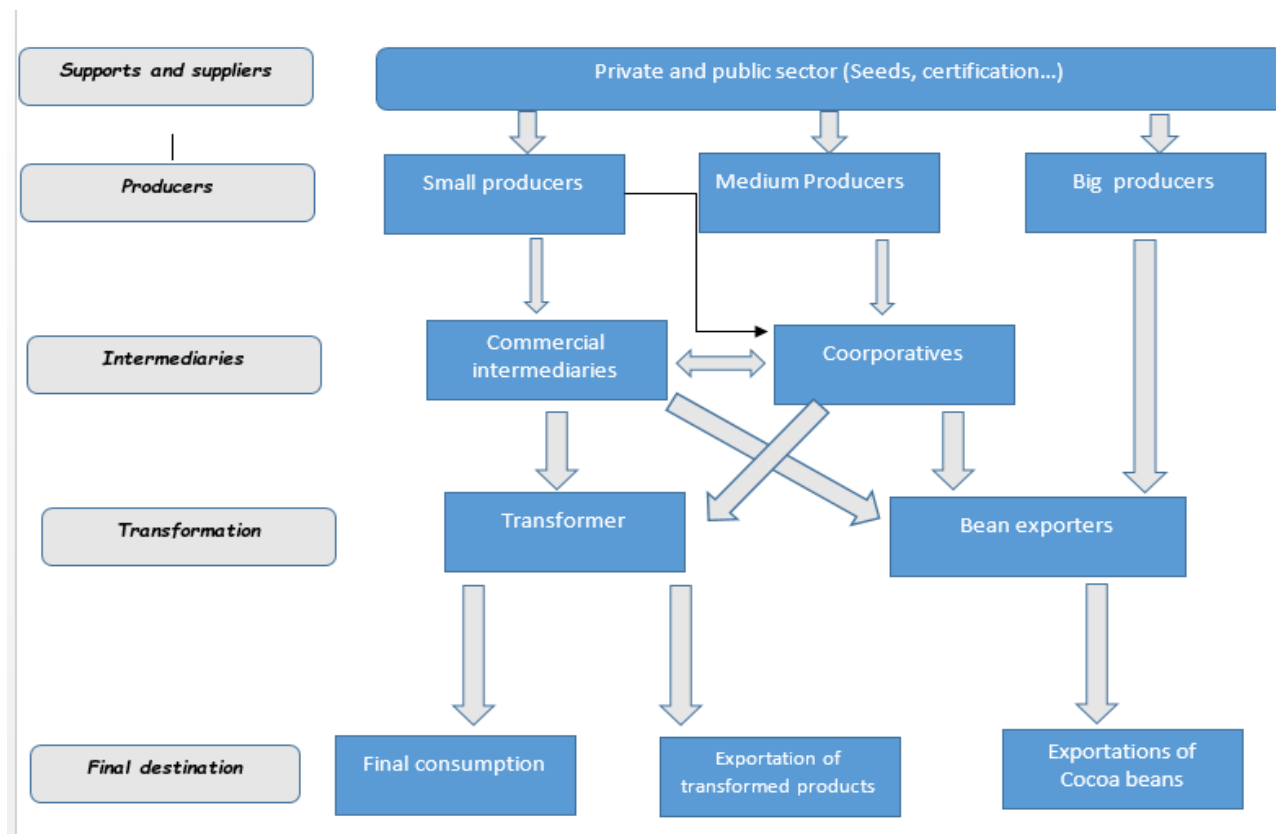 Supports and suppliers
Private and public sector (Seeds, certification...)
Producers
Small producers
Medium Producers
Big producers
Intermediaries
Commercial
intermediaries
Coorporatives
Transformation
Transformer
Bean exporters
Final destination
Final consumption
Exportation of
transformed products
Exportations of
Cocoa beans